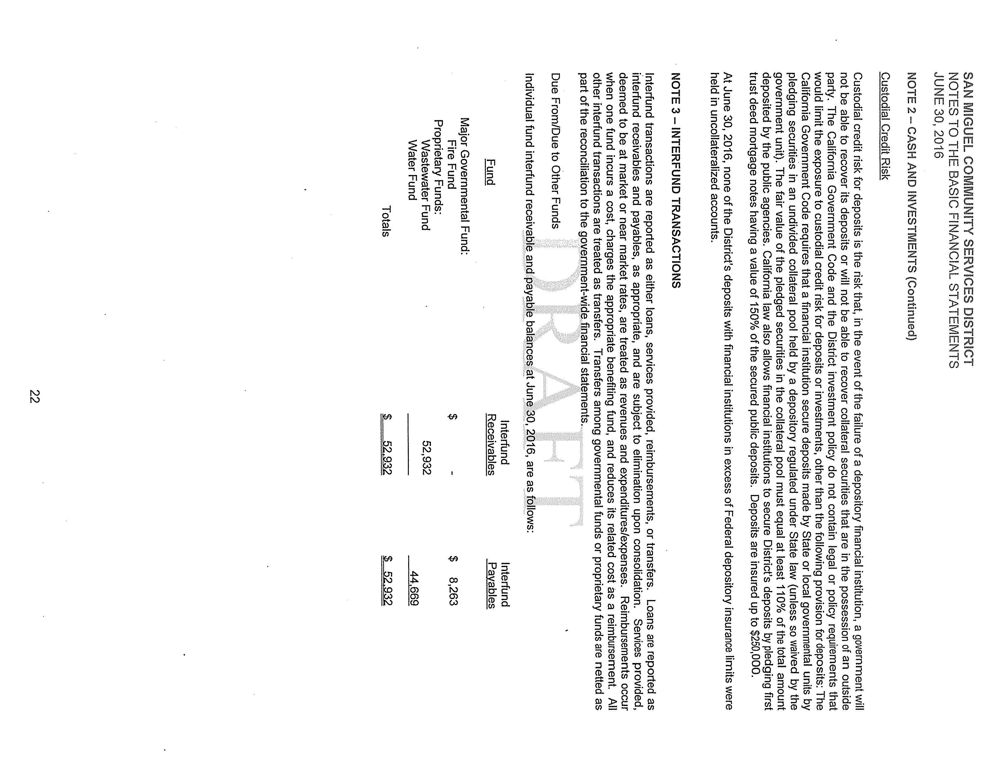 SAN MIGUEL COMMUNITY SERVICES DISTRICT
NOTES TO THE BASIC FINANCIAL STATEMENTS
JUNE 30, 2016
NOTE 2 – CASH AND INVESTMENTS (Continued)
Custodial Credit Risk
Custodial credit risk for deposits is the risk that, in the event of the failure of a depository financial institution, a government will
not be able to recover its deposits or will not be able to recover collateral securities that are in the possession of an outside
party. The California Government Code and the District investment policy do not contain legal or policy requirements that
would limit the exposure to custodial credit risk for deposits or investments, other than the following provision for deposits: The
California Government Code requires that a financial institution secure deposits made by State or local governmental units by
pledging securities in an undivided collateral pool held by a depository regulated under State law (unless so waived by the
government unit). The fair value of the pledged securities in the collateral pool must equal at least 110% of the total amount
deposited by the public agencies. California law also allows financial institutions to secure District's deposits by pledging first
trust deed mortgage notes having a value of 150% of the secured public deposits. Deposits are insured up to $250,000.
At June 30, 2016, none of the District's deposits with financial institutions in excess of Federal depository insurance limits were
held in uncollateralized accounts.
NOTE 3 – INTERFUND TRANSACTIONS
Interfund transactions are reported as either loans, services provided, reimbursements, or transfers. Loans are reported as
interfund receivables and payables, as appropriate, and are subject to elimination upon consolidation. Services provided,
deemed to be at market or near market rates, are treated as revenues and expenditures/expenses. Reimbursements occur
when one fund incurs a cost, charges the appropriate benefiting fund, and reduces its related cost as a reimbursement. All
other interfund transactions are treated as transfers. Transfers among governmental funds or proprietary funds are netted as
part of the reconciliation to the government-wide financial statements.
DRAFT
Due From/Due to Other Funds
Individual fund interfund receivable and payable balances at June 30, 2016, are as follows:
Interfund Interfund
Fund Receivables Payables
Major Governmental Fund:
Fire Fund $ - $ 8,263
Proprietary Funds:
Wastewater Fund 52,932
Water Fund 44,669
Totals $ 52,932 $ 52,932
22